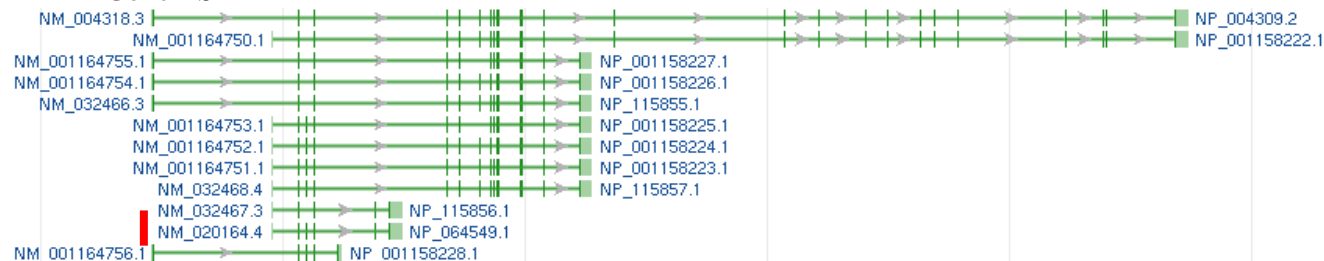 NM_004318.3 NP_004309.2
NM_001164750.1 NP_001158222.1
NM_001164755.1 NP_001158227.1
NM_001164754.1 NP_001158226.1
NM_032466.3 NP_115855.1
NM_001164753.1 NP_001158225.1
NM_001164752.1 NP_001158224.1
NM_001164751.1 NP_001158223.1
NM_032468.4 NP_115857.1
NM_032467.3 NP_115856.1
NM_020164.4 NP_064549.1
NM_001164756.1 NP_001158228.1